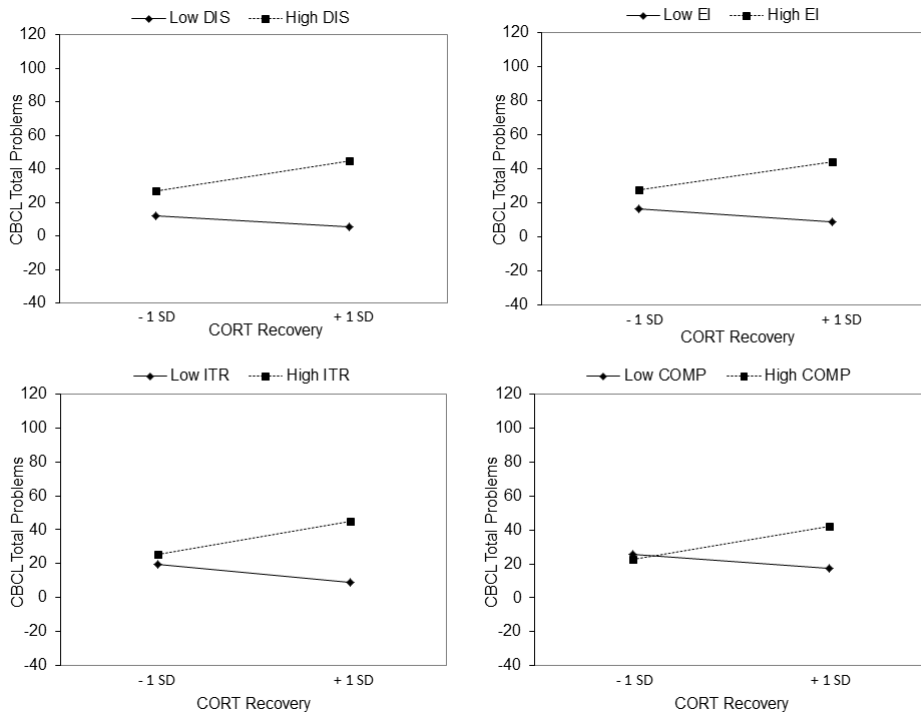 Low DIS High DIS
120
100
80
60
40
20
0
-20
-40
CBCL Total Problems
- 1 SD + 1 SD
CORT Recovery
Low EI High EI
120
100
80
60
40
20
0
-20
-40
CBCL Total Problems
- 1 SD + 1 SD
CORT Recovery
Low ITR High ITR
120
100
80
60
40
20
0
-20
-40
CBCL Total Problems
- 1 SD + 1 SD
CORT Recovery
Low COMP High COMP
120
100
80
60
40
20
0
-20
-40
CBCL Total Problems
- 1 SD + 1 SD
CORT Recovery